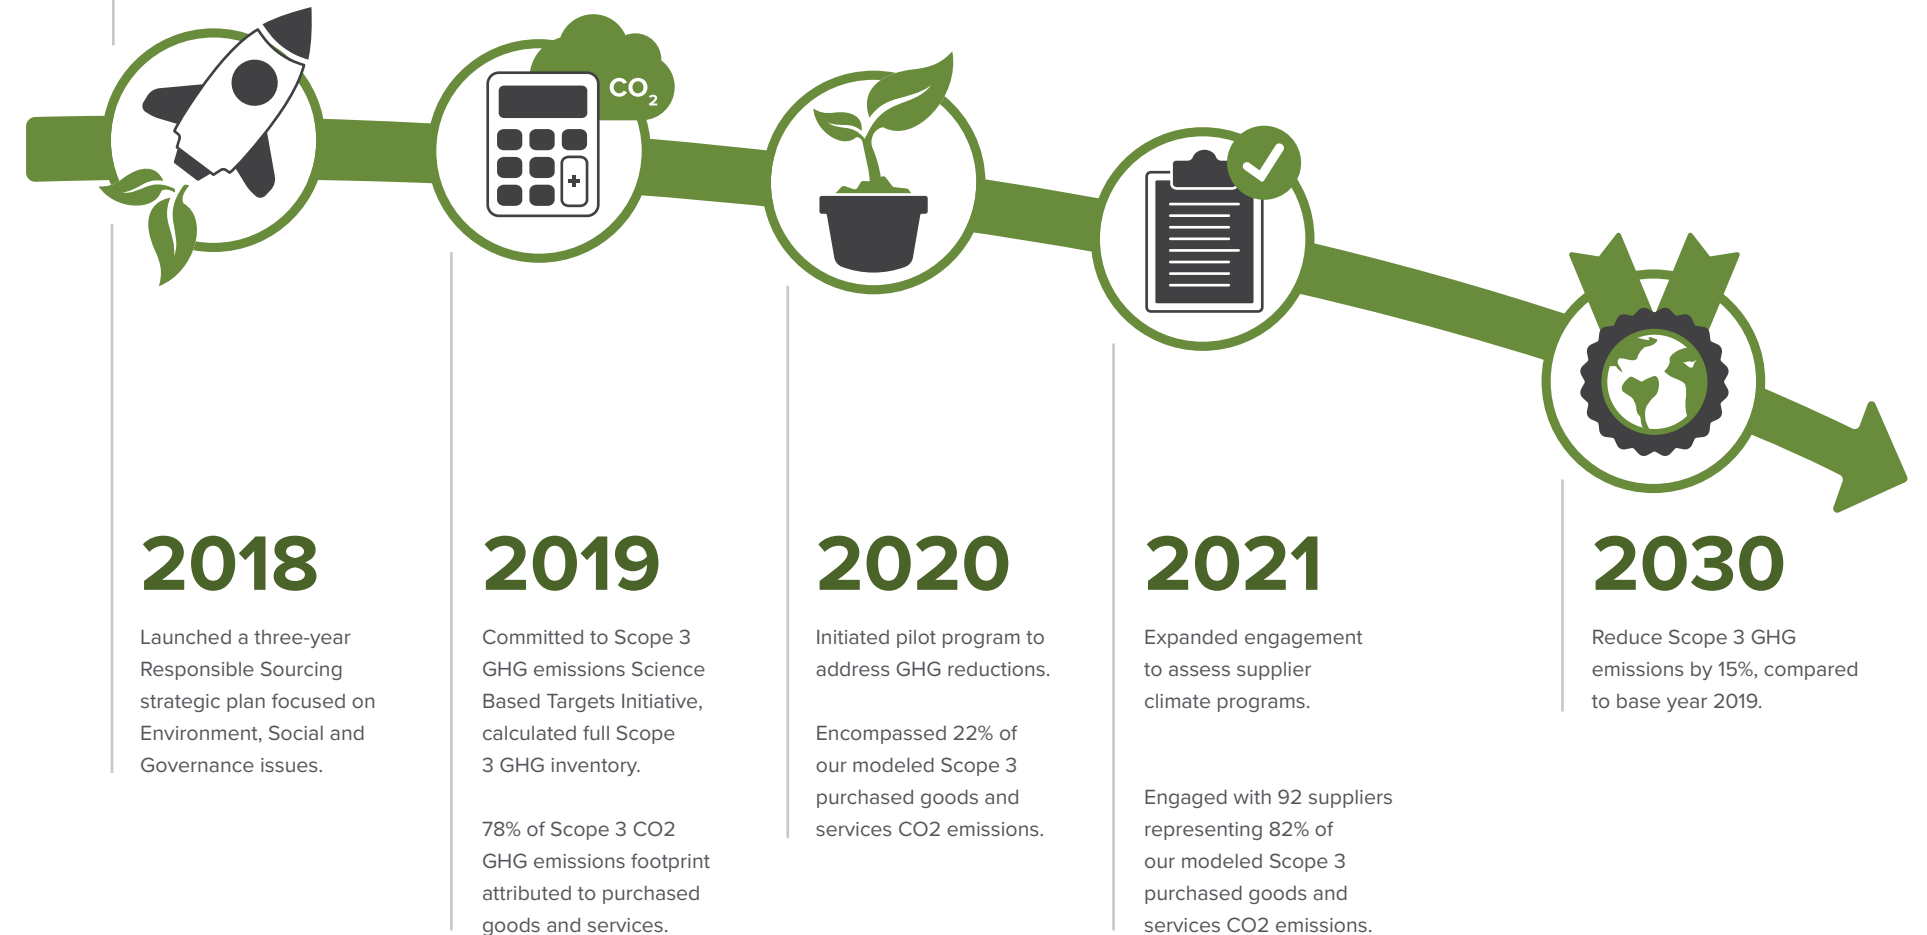 CO2
+
2018
Launched a three-year
Responsible Sourcing
strategic plan focused on
Environment, Social and
Governance issues.
2019
Committed to Scope 3
GHG emissions Science
Based Targets Initiative,
calculated full Scope
3 GHG inventory.
78% of Scope 3 CO2
GHG emissions footprint
attributed to purchased
goods and services.
2020
Initiated pilot program to
address GHG reductions.
Encompassed 22% of
our modeled Scope 3
purchased goods and
services CO2 emissions.
2021
Expanded engagement
to assess supplier
climate programs.
Engaged with 92 suppliers
representing 82% of
our modeled Scope 3
purchased goods and
services CO2 emissions.
2030
Reduce Scope 3 GHG
emissions by 15%, compared
to base year 2019.